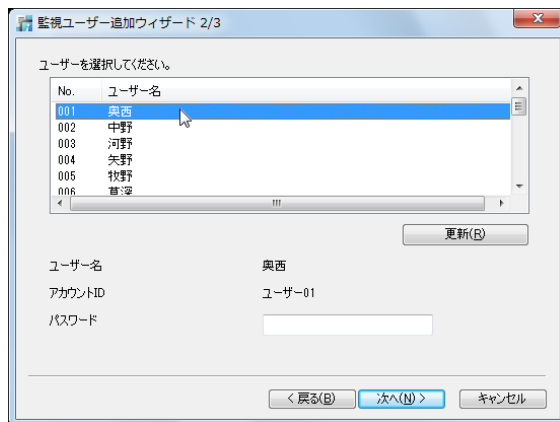 監視ユーザー追加ウィザード 2/3
ユーザーを選択してください。
No. ユーザー名
001 奥西
002 中野
003 河野
004 矢野
005 牧野
006 草深
更新(R)
ユーザー名 奥西
アカウントID ユーザー01
パスワード
< 戻る(B) 次へ(N) > キャンセル